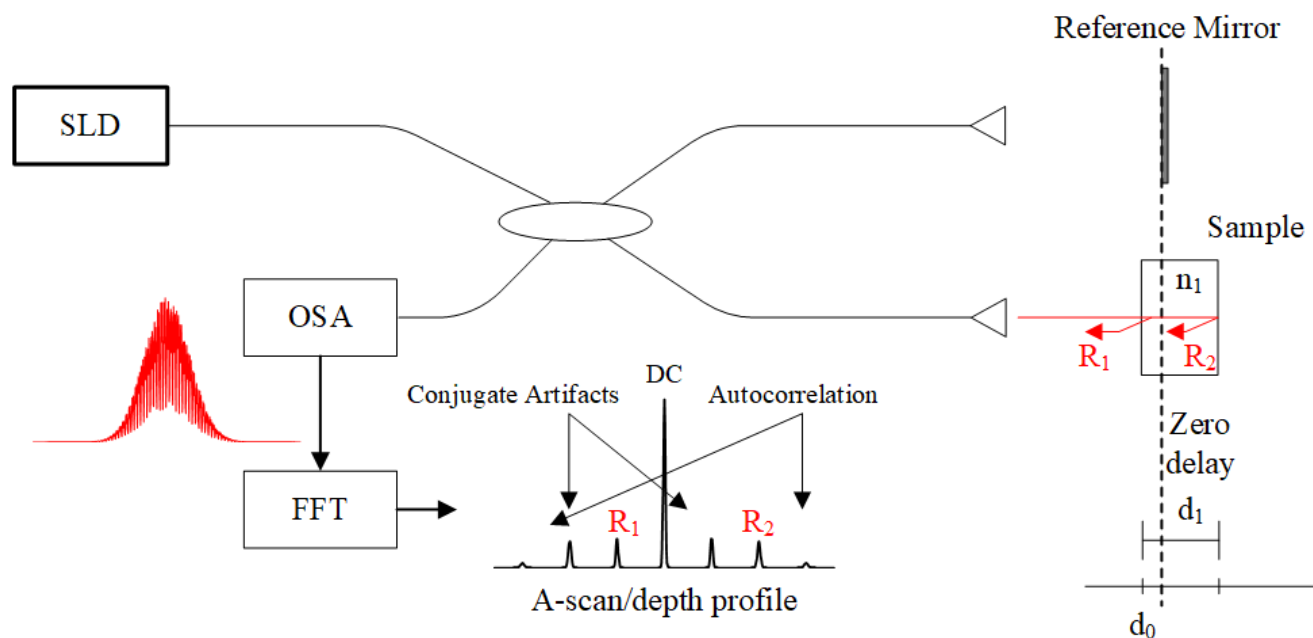 Reference Mirror
SLD
Sample
n1
OSA
R1
R2
DC
Conjugate Artifacts
Autocorrelation
Zero
delay
FFT
R1
R2
d1
A-scan/depth profile
d0